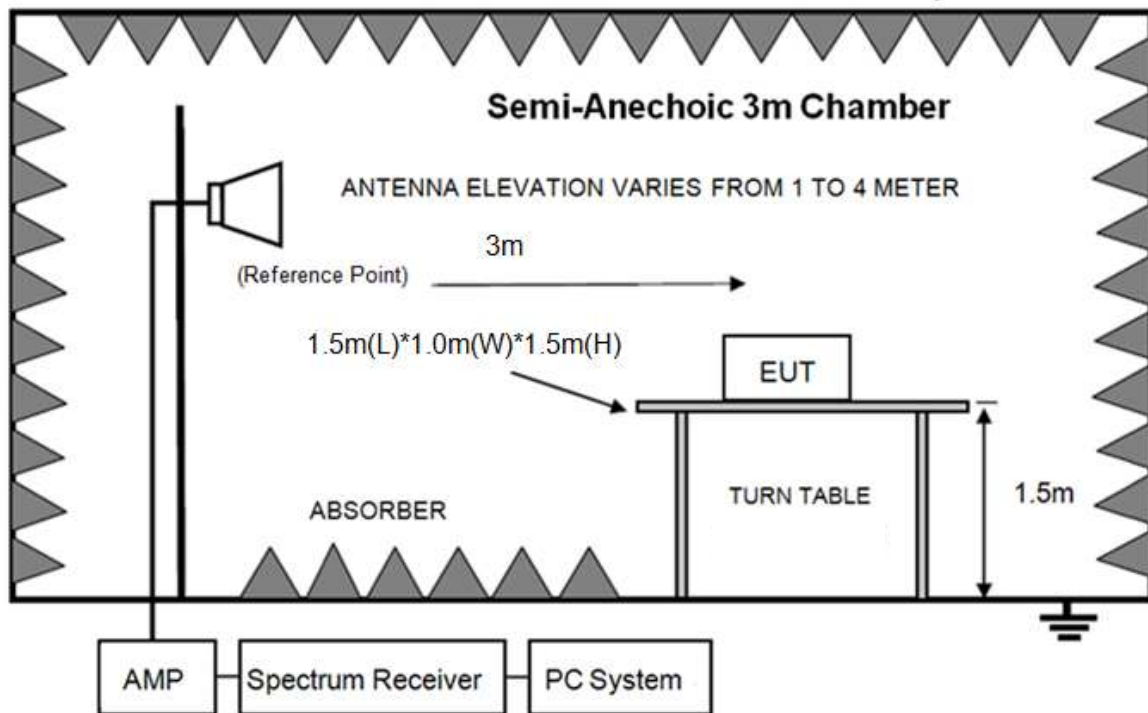 Semi-Anechoic 3m Chamber
ANTENNA ELEVATION VARIES FROM 1 TO 4 METER
3m
(Reference Point)
1.5m(L)*1.0m(W)*1.5m(H)
EUT
TURN TABLE
1.5m
ABSORBER
AMP
Spectrum Receiver
PC System